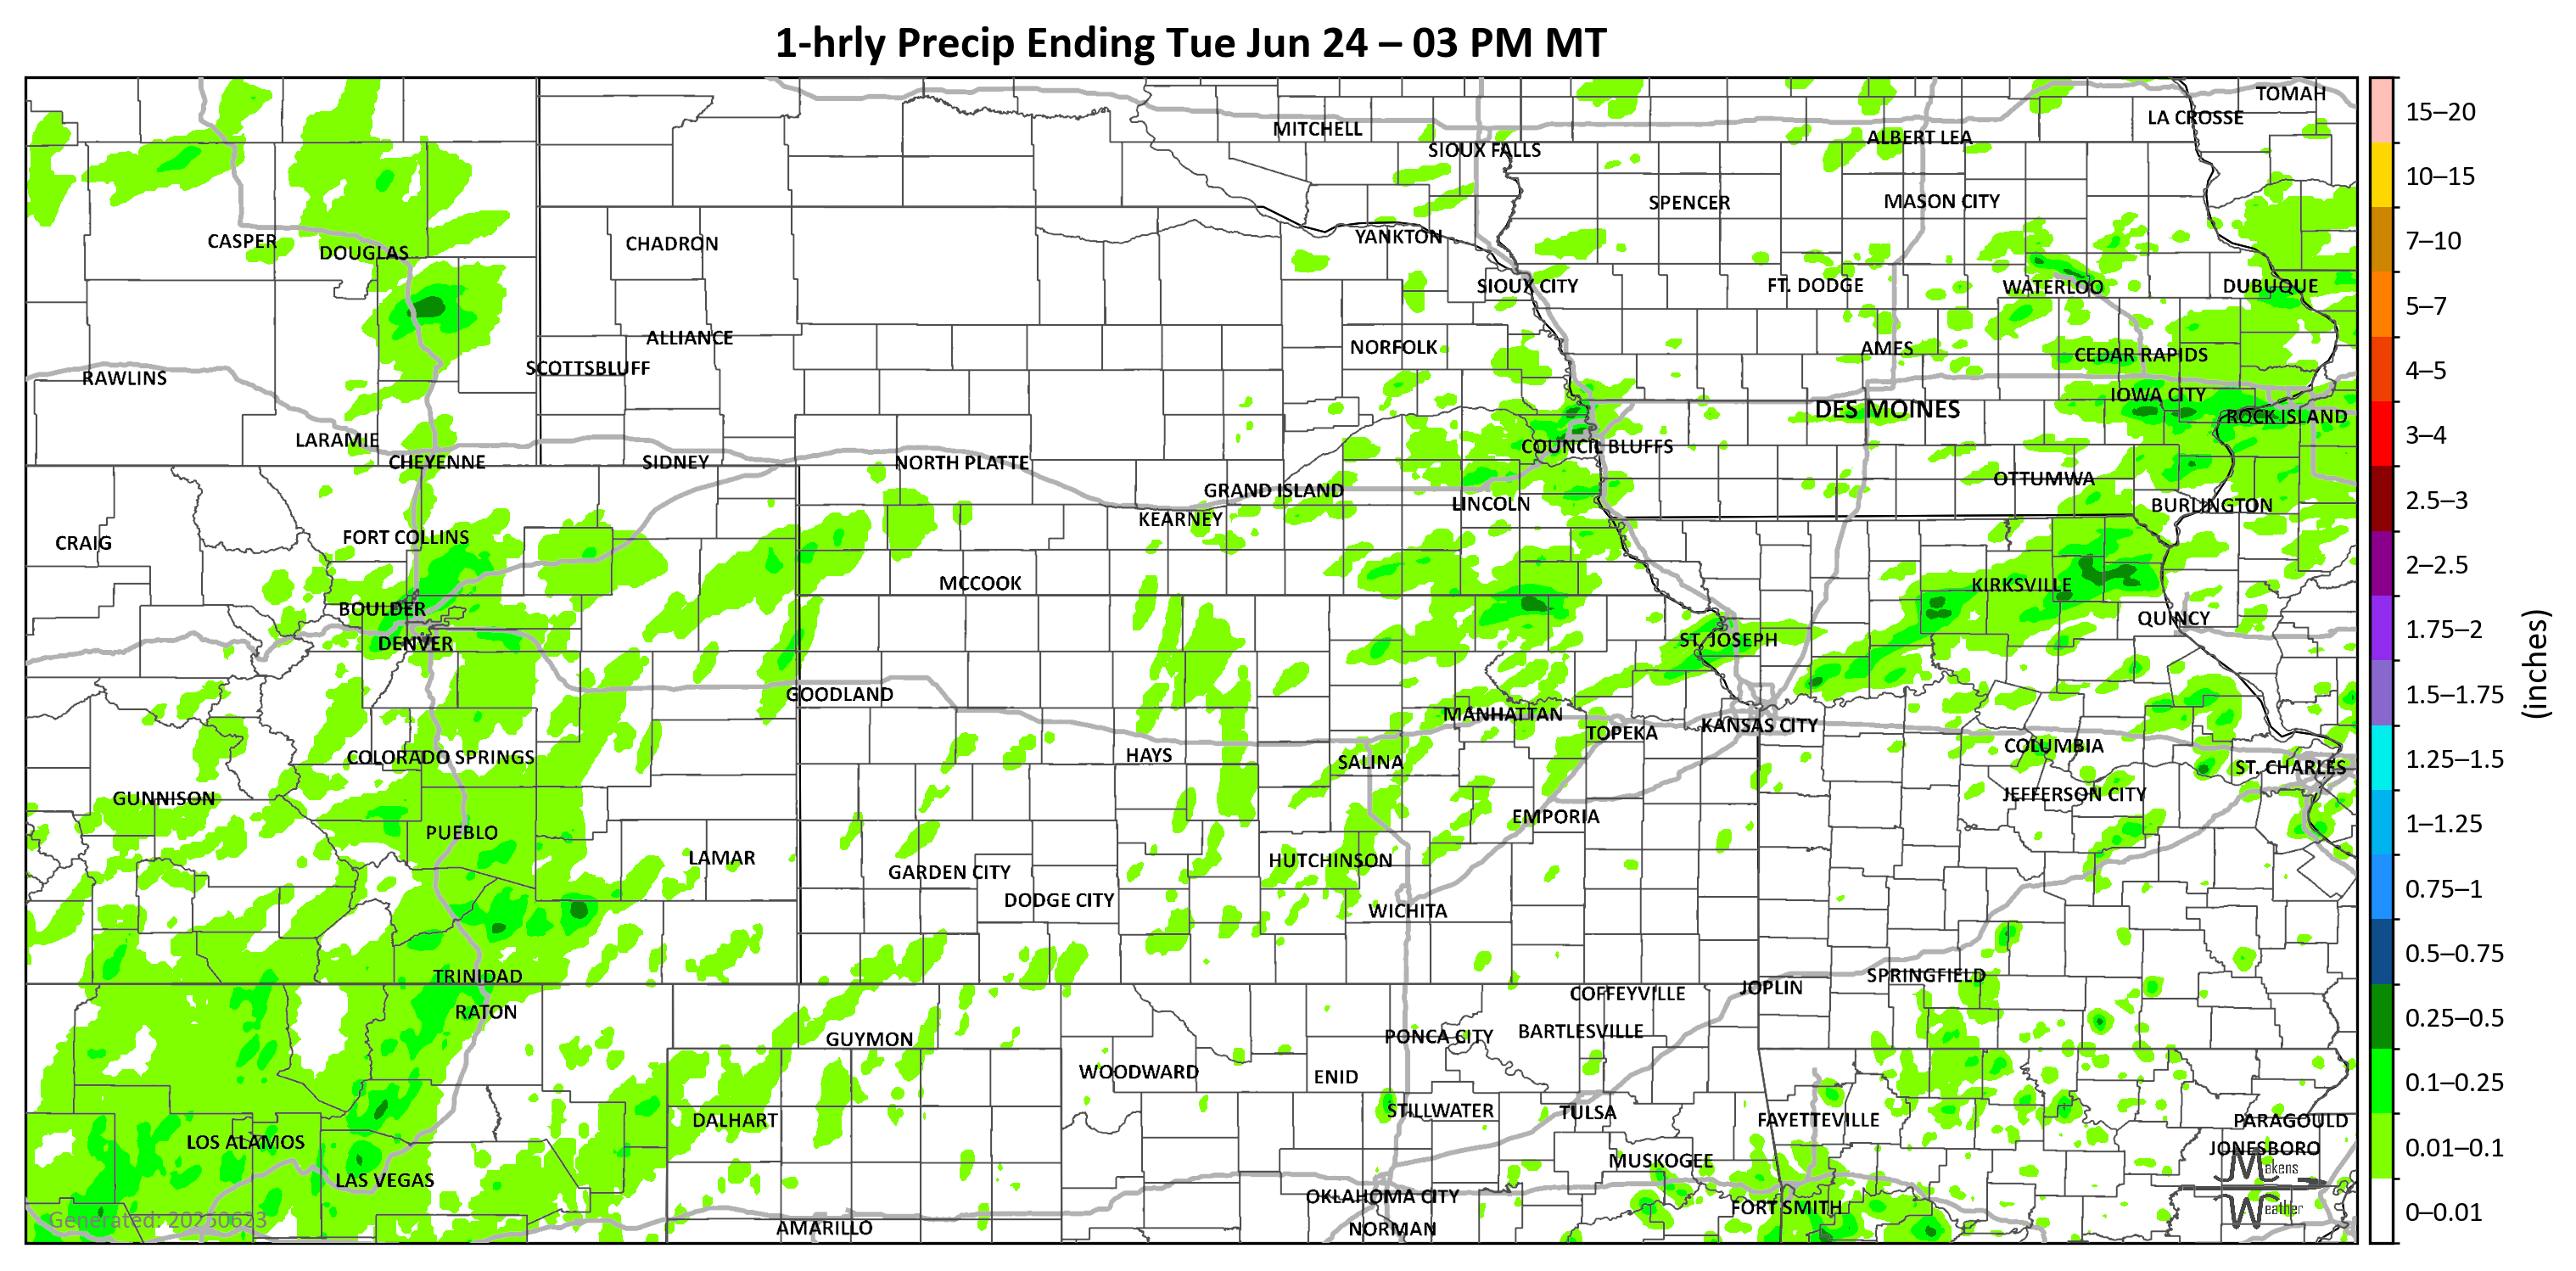 1-hrly Precip Ending Tue Jun 24 – 03 PM MT
TOMAH
LA CROSSE
MITCHELL
ALBERT LEA
SIOUX FALLS
SPENCER
MASON CITY
CASPER
DOUGLAS
CHADRON
YANKTON
SIOUX CITY
FT. DODGE
WATERLOO
DUBUQUE
ALLIANCE
NORFOLK
AMES
CEDAR RAPIDS
RAWLINS
SCOTTSBLUFF
IOWA CITY
DES MOINES
ROCK ISLAND
LARAMIE
COUNCIL BLUFFS
CHEYENNE
SIDNEY
NORTH PLATTE
OTTUMWA
GRAND ISLAND
LINCOLN
BURLINGTON
KEARNEY
CRAIG
FORT COLLINS
MCCOOK
KIRKSVILLE
BOULDER
QUINCY
DENVER
ST. JOSEPH
GOODLAND
MANHATTAN
TOPEKA
KANSAS CITY
COLORADO SPRINGS
HAYS
SALINA
COLUMBIA
ST. CHARLES
GUNNISON
JEFFERSON CITY
EMPORIA
PUEBLO
LAMAR
HUTCHINSON
GARDEN CITY
DODGE CITY
WICHITA
TRINIDAD
SPRINGFIELD
JOPLIN
COFFEYVILLE
RATON
GUYMON
PONCA CITY
BARTLESVILLE
WOODWARD
ENID
STILLWATER
TULSA
DALHART
FAYETTEVILLE
PARAGOULD
LOS ALAMOS
JONESBORO
MUSKOGEE
LAS VEGAS
OKLAHOMA CITY
FORT SMITH
AMARILLO
NORMAN
Generated: 20250623
Makens
Weather
15–20
10–15
7–10
5–7
4–5
3–4
2.5–3
2–2.5
1.75–2
1.5–1.75
1.25–1.5
1–1.25
0.75–1
0.5–0.75
0.25–0.5
0.1–0.25
0.01–0.1
0–0.01
(inches)